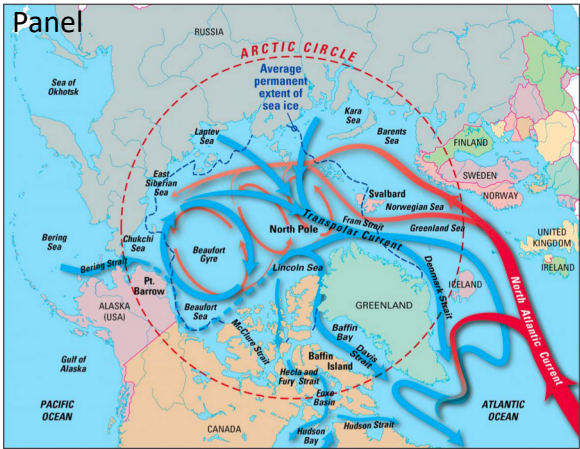 Panel
RUSSIA
ARCTIC CIRCLE
Sea of
Okhotsk
Average
permanent
extent of
sea ice
Kara
Sea
Laptev
Sea
Barents
Sea
FINLAND
East
Siberian
Sea
SWEDEN
Svalbard
NORWAY
Norwegian Sea
North Pole
Transpolar Current
Fram Strait
Greenland Sea
Bering
Sea
Chukchi
Sea
Beaufort
Gyre
UNITED
KINGDOM
IRELAND
Bering Strait
Lincoln Sea
Denmark Strait
Pt.
Barrow
ICELAND
North Atlantic Current
ALASKA
(USA)
Beaufort
Sea
GREENLAND
McClure Strait
Baffin
Bay
Davis
Strait
Gulf of
Alaska
Baffin
Island
Hecla and
Fury Strait
Foxe
Basin
PACIFIC
OCEAN
ATLANTIC
OCEAN
CANADA
Hudson
Bay
Hudson Strait